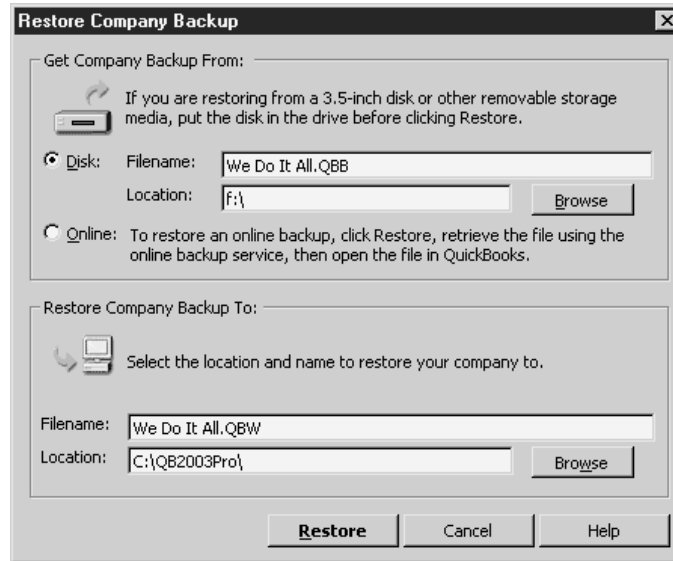 Restore Company Backup
Get Company Backup From:
If you are restoring from a 3.5-inch disk or other removable storage
media, put the disk in the drive before clicking Restore.
Disk: Filename: We Do It All.QBB
Location: f:\ Browse
Online: To restore an online backup, click Restore, retrieve the file using the
online backup service, then open the file in QuickBooks.
Restore Company Backup To:
Select the location and name to restore your company to.
Filename: We Do It All.QBW
Location: C:\QB2003Pro\ Browse
Restore Cancel Help